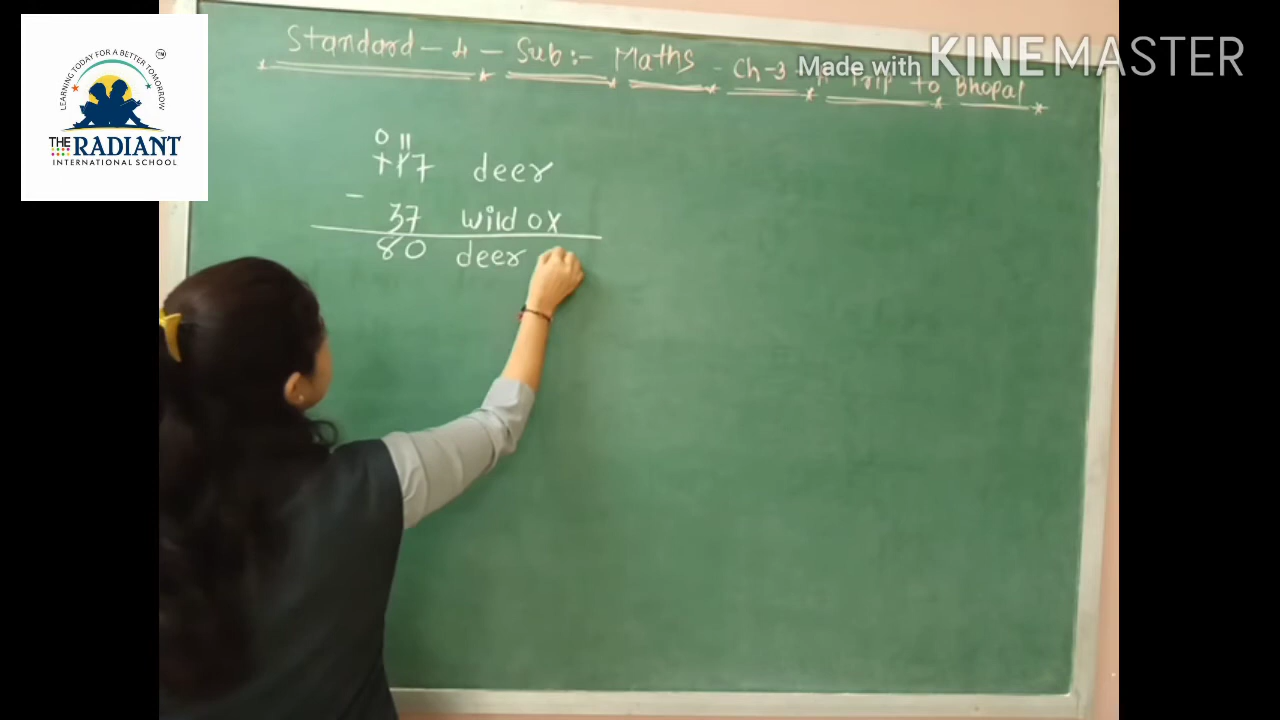 LEARNING TODAY FOR A BETTER TOMORROW
TM
THE RADIANT
INTERNATIONAL SCHOOL
Made with KINEMASTER
Standard - 4 - Sub:- Maths - Ch-3 - A Trip to Bhopal
0 11
117 deer
- 37 wild ox
80 deer